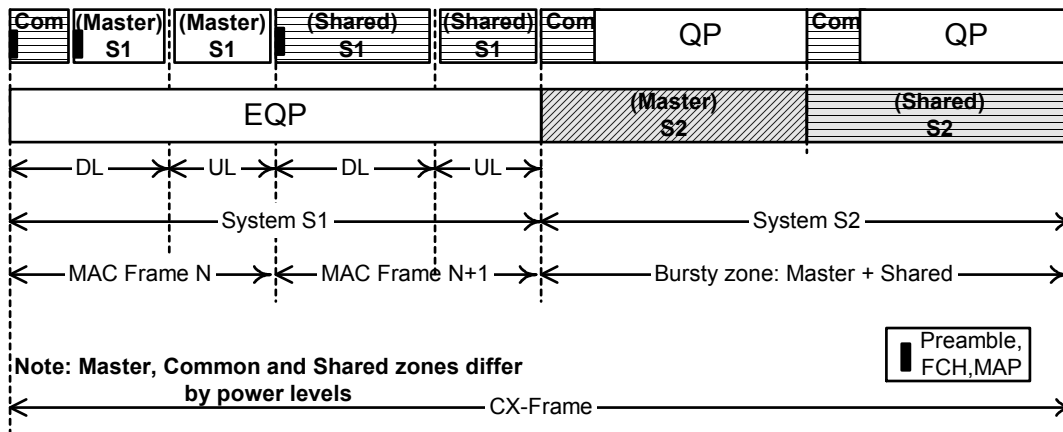 Com
(Master)
S1
(Master)
S1
(Shared)
S1
(Shared)
S1
Com
QP
Com
QP
EQP
(Master)
S2
(Shared)
S2
DL
UL
DL
UL
System S1
System S2
MAC Frame N
MAC Frame N+1
Bursty zone: Master + Shared
Preamble,
FCH,MAP
Note: Master, Common and Shared zones differ
by power levels
CX-Frame